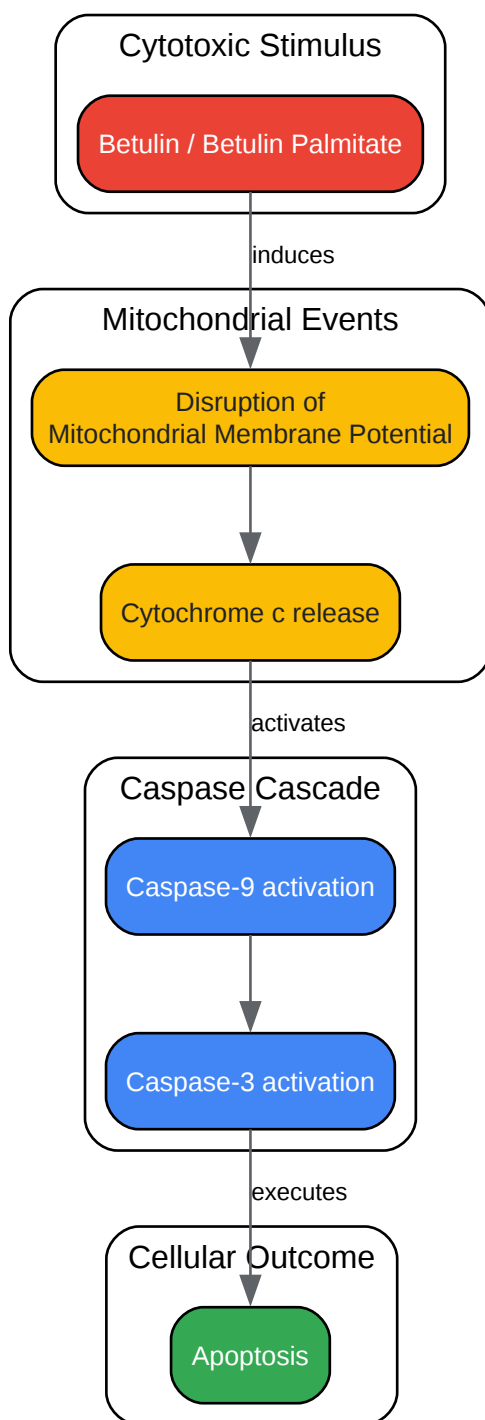 Cytotoxic Stimulus
Betulin / Betulin Palmitate
induces
Mitochondrial Events
Disruption of
Mitochondrial Membrane Potential
Cytochrome c release
activates
Caspase Cascade
Caspase-9 activation
Caspase-3 activation
executes
Cellular Outcome
Apoptosis